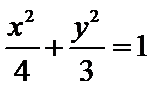 x²/4 + y²/3 = 1